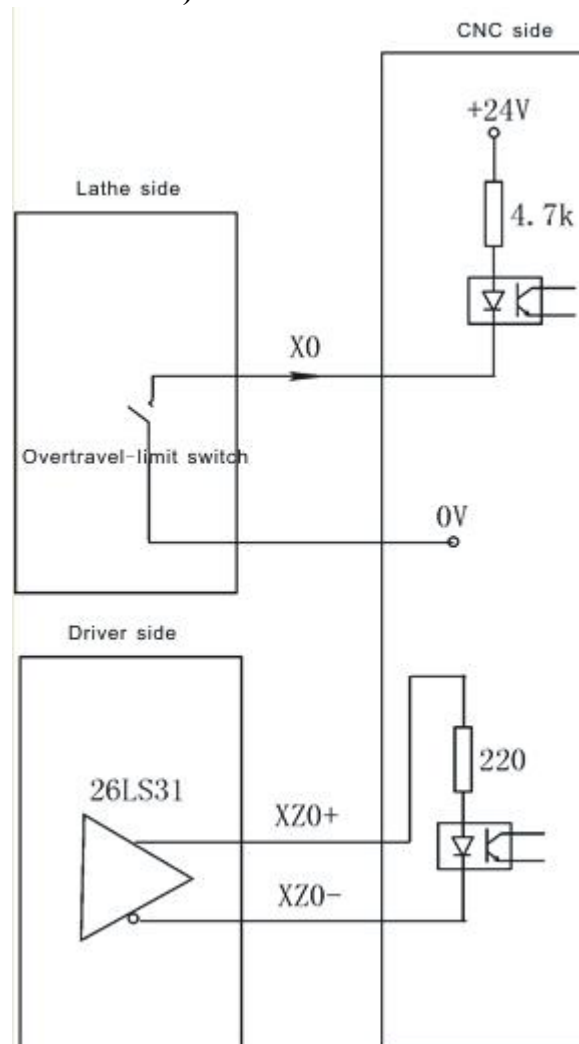 CNC side
+24V
Lathe side
4.7k
X0
Overtravel-limit switch
0V
Driver side
220
26LS31
XZ0+
XZ0-